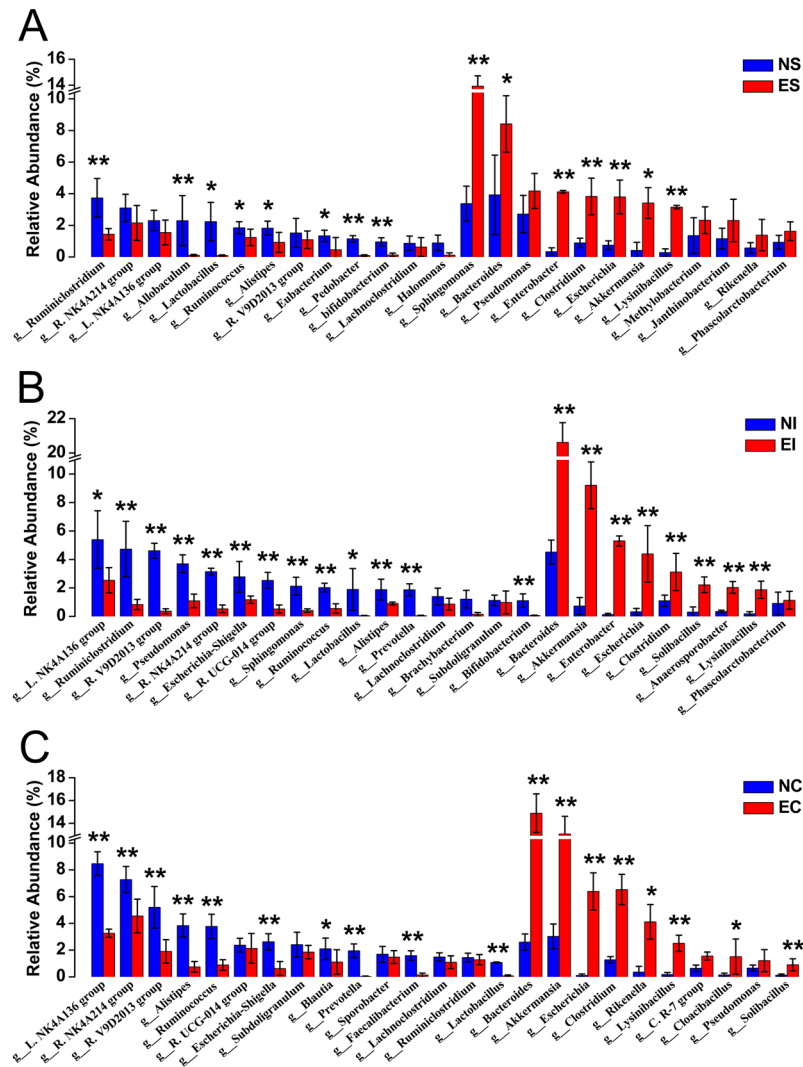 A
16
14
10
8
6
4
2
0
Relative Abundance (%)
NS
ES
** ** * * * * ** ** ** * ** ** ** * **
g__Ruminiclostridium
g__R. NK4A214 group
g__L. NK4A136 group
g__Allobaculum
g__Lactobacillus
g__Ruminococcus
g__Alistipes
g__R. V9D2013 group
g__Eubacterium
g__Pedobacter
g__bifidobacterium
g__Lachnoclostridium
g__Halomonas
g__Sphingomonas
g__Bacteroides
g__Pseudomonas
g__Enterobacter
g__Clostridium
g__Escherichia
g__Akkermansia
g__Lysinibacillus
g__Methylobacterium
g__Janthinobacterium
g__Rikenella
g__Phascolarctobacterium
B
22
20
10
8
6
4
2
0
Relative Abundance (%)
NI
EI
* ** ** ** ** ** ** ** ** * ** ** ** ** ** ** ** ** ** ** **
g__L. NK4A136 group
g__Ruminiclostridium
g__R. V9D2013 group
g__Pseudomonas
g__R. NK4A214 group
g__Escherichia-Shigella
g__R. UCG-014 group
g__Sphingomonas
g__Ruminococcus
g__Lactobacillus
g__Alistipes
g__Prevotella
g__Lachnoclostridium
g__Brachybacterium
g__Subdoligranulum
g__Bifidobacterium
g__Bacteroides
g__Akkermansia
g__Enterobacter
g__Escherichia
g__Clostridium
g__Solibacillus
g__Anaerosporobacter
g__Lysinibacillus
g__Phascolarctobacterium
C
18
16
14
10
8
6
4
2
0
Relative Abundance (%)
NC
EC
** ** ** ** ** ** * ** ** ** ** ** ** ** * ** * **
g__L. NK4A136 group
g__R. NK4A214 group
g__R. V9D2013 group
g__Alistipes
g__Ruminococcus
g__R. UCG-014 group
g__Escherichia-Shigella
g__Subdoligranulum
g__Blautia
g__Prevotella
g__Sporobacter
g__Faecalibacterium
g__Lachnoclostridium
g__Ruminiclostridium
g__Lactobacillus
g__Bacteroides
g__Akkermansia
g__Escherichia
g__Clostridium
g__Rikenella
g__Lysinibacillus
g__C. R-7 group
g__Cloacibacillus
g__Pseudomonas
g__Solibacillus